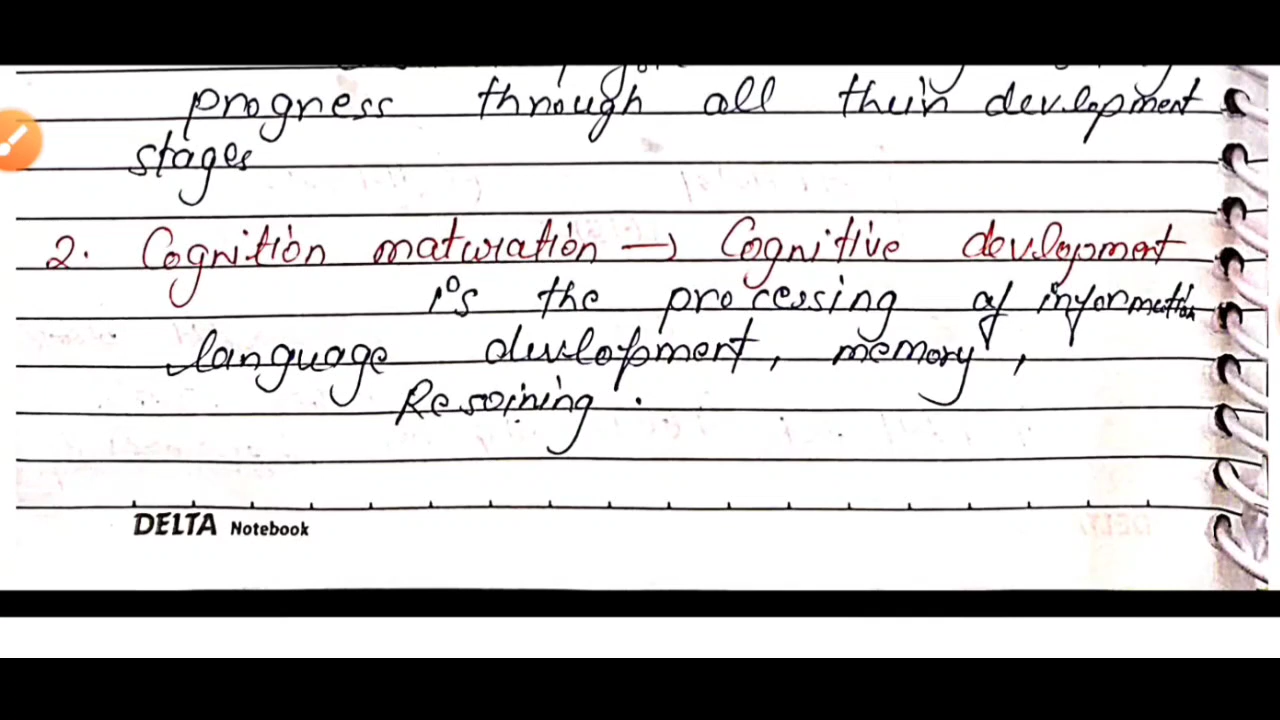 progress through all their development
stages
2. Cognition maturation → Cognitive development
is the processing of information
language development, memory,
Resoining.
DELTA Notebook